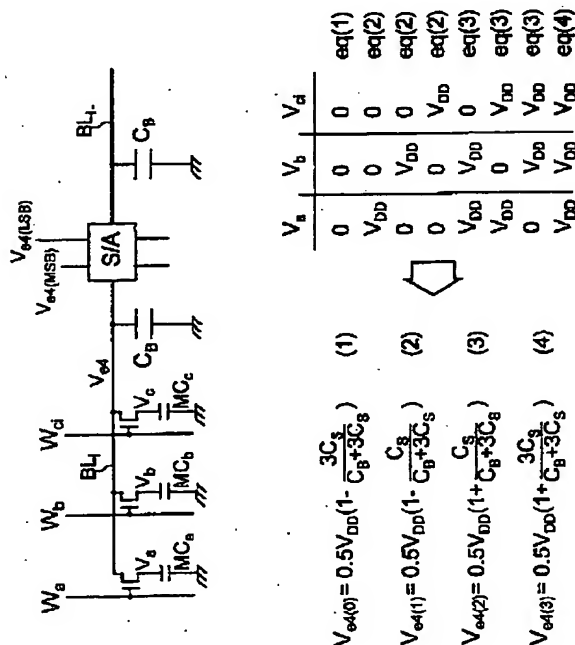 W_a W_b W_ci V_e4(MSB) V_e4(LSB)
BL_I V_e4 S/A BL_I-
V_a V_b V_c C_B C_B
MC_a MC_b MC_c
V_e4(0) = 0.5V_DD(1- 3C_S/C_B+3C_S) (1)
V_e4(1) = 0.5V_DD(1- C_S/C_B+3C_S) (2)
V_e4(2) = 0.5V_DD(1+ C_S/C_B+3C_S) (3)
V_e4(3) = 0.5V_DD(1+ 3C_S/C_B+3C_S) (4)
V_a V_b V_ci
0 0 0 eq(1)
V_DD 0 0 eq(2)
0 V_DD 0 eq(2)
0 0 V_DD eq(2)
V_DD V_DD 0 eq(3)
V_DD 0 V_DD eq(3)
0 V_DD V_DD eq(3)
V_DD V_DD V_DD eq(4)